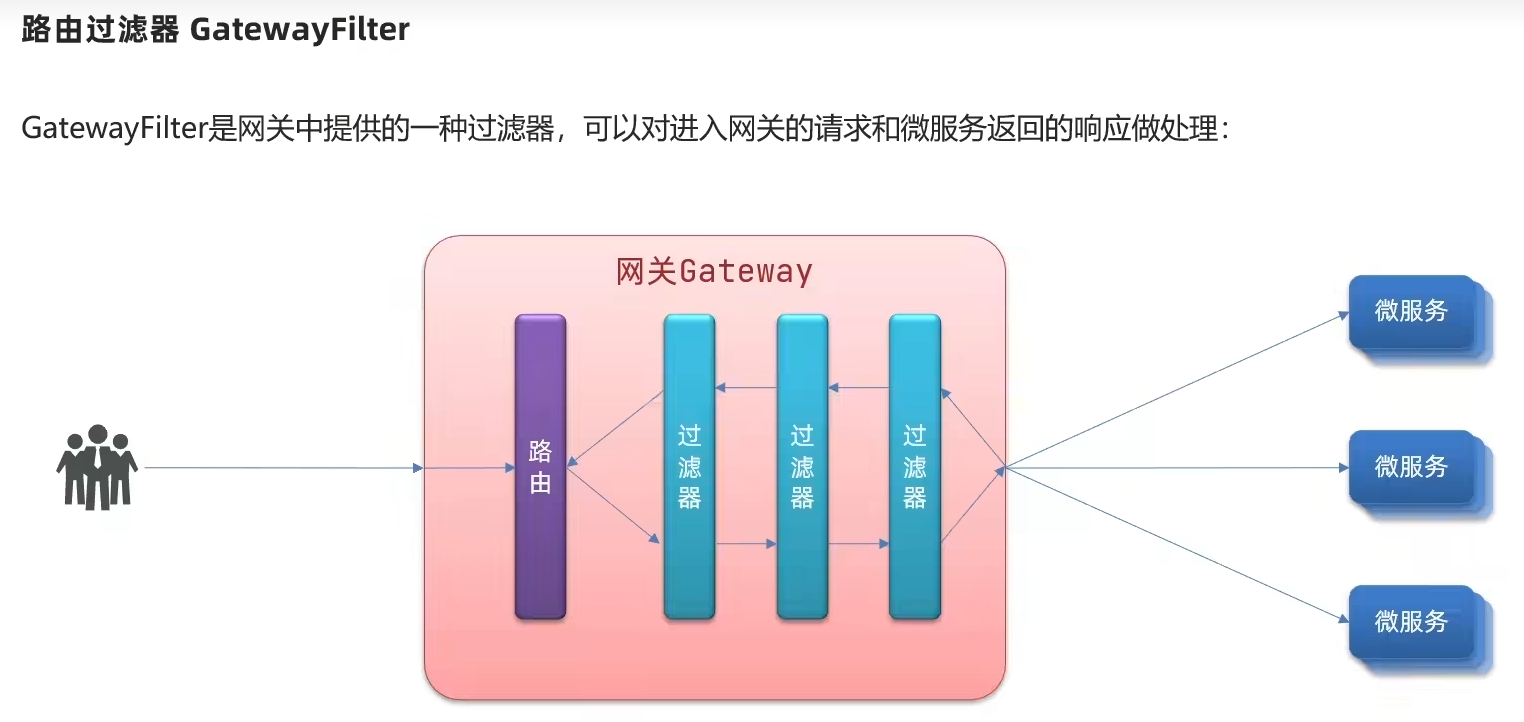 路由过滤器 GatewayFilter
GatewayFilter是网关中提供的一种过滤器，可以对进入网关的请求和微服务返回的响应做处理：
网关Gateway
路由
过滤器
过滤器
过滤器
微服务
微服务
微服务